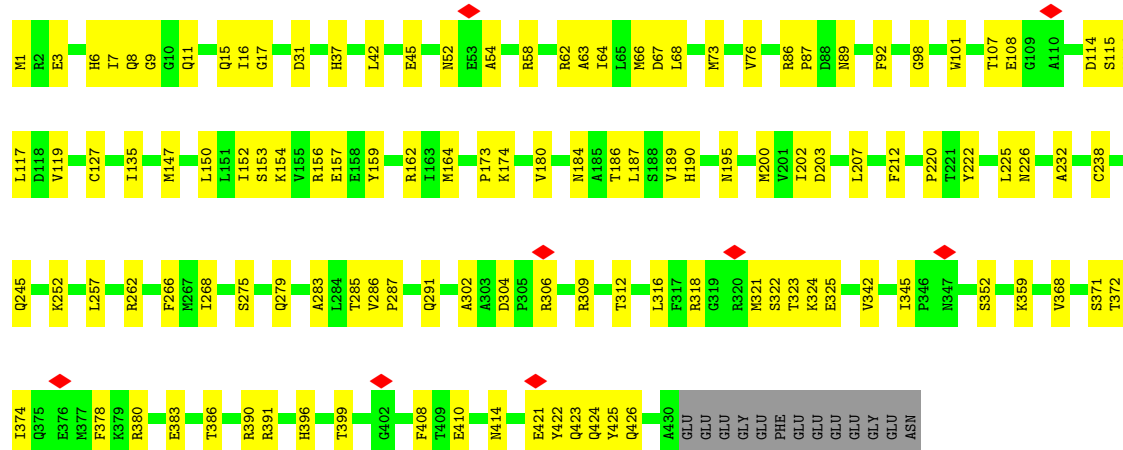 M1 R2 E3 H6 I7 Q8 G9 G10 Q11 Q15 I16 G17 D31 H37 L42 E45 N52 E53 A54 R58 R62 A63 I64 L65 M66 D67 L68 M73 V76 R86 P87 D88 N89 F92 G98 W101 T107 E108 G109 A110 D114 S115
L117 D118 V119 C127 I135 M147 L150 L151 I152 S153 K154 V155 R156 E157 E158 Y159 R162 I163 M164 P173 K174 V180 N184 A185 T186 L187 S188 V189 H190 N195 M200 V201 I202 D203 L207 F212 P220 T221 Y222 L225 N226 A232 C238
Q245 K252 L257 R262 F266 M267 I268 S275 Q279 A283 L284 T285 V286 P287 Q291 A302 A303 D304 P305 R306 R309 T312 L316 F317 R318 G319 R320 M321 S322 T323 K324 E325 V342 I345 P346 N347 S352 K359 V368 S371 T372
I374 Q375 E376 M377 F378 K379 R380 E383 T386 R390 R391 H396 T399 G402 F408 T409 E410 N414 E421 Y422 Q423 Q424 Y425 Q426 A430 GLU GLU GLU GLY GLU PHE GLU GLU GLU GLU GLY GLU ASN